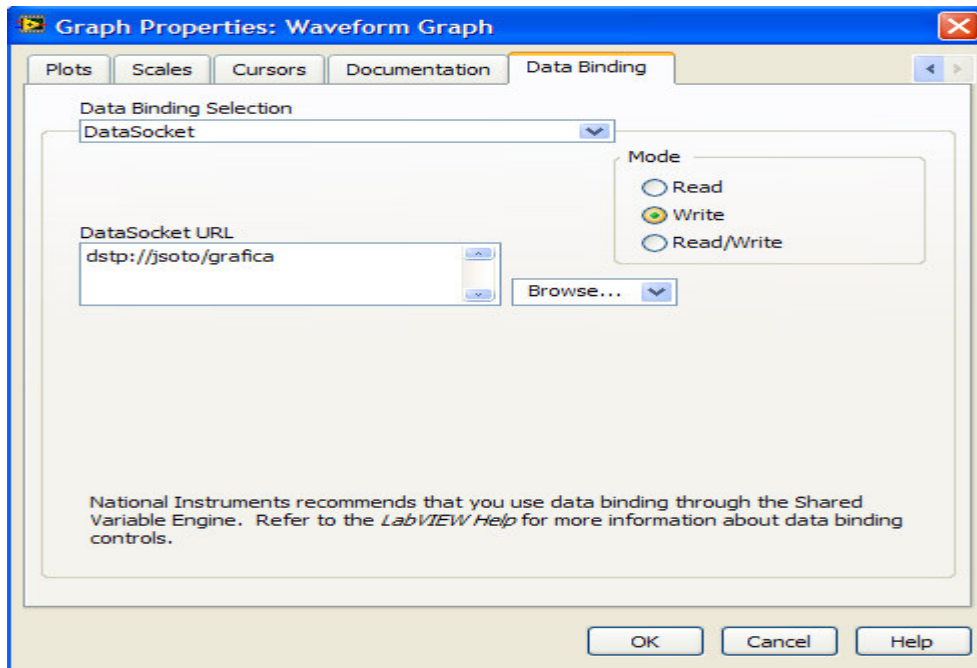 Graph Properties: Waveform Graph
Plots Scales Cursors Documentation Data Binding
Data Binding Selection
DataSocket
Mode
Read
Write
Read/Write
DataSocket URL
dstp://jsoto/grafica
Browse...
National Instruments recommends that you use data binding through the Shared
Variable Engine. Refer to the LabVIEW Help for more information about data binding
controls.
OK Cancel Help